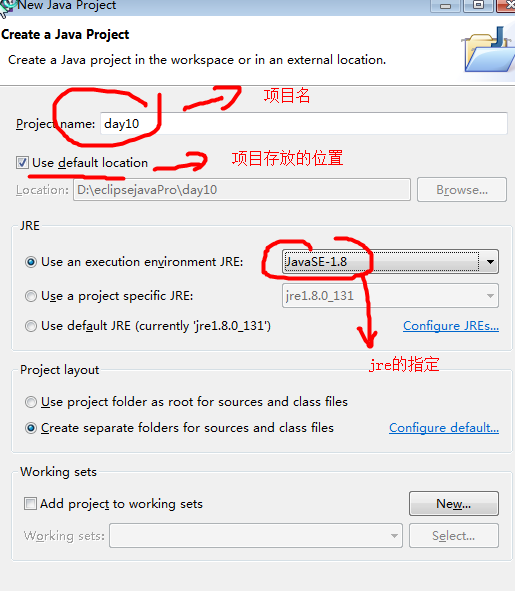 New Java Project
Create a Java Project
Create a Java project in the workspace or in an external location.
项目名
Project name: day10
Use default location
项目存放的位置
Location: D:\eclipsejavaPro\day10 Browse...
JRE
Use an execution environment JRE: JavaSE-1.8
Use a project specific JRE: jre1.8.0_131
Use default JRE (currently 'jre1.8.0_131') Configure JREs...
jre的指定
Project layout
Use project folder as root for sources and class files
Create separate folders for sources and class files Configure default...
Working sets
Add project to working sets New...
Working sets: Select...